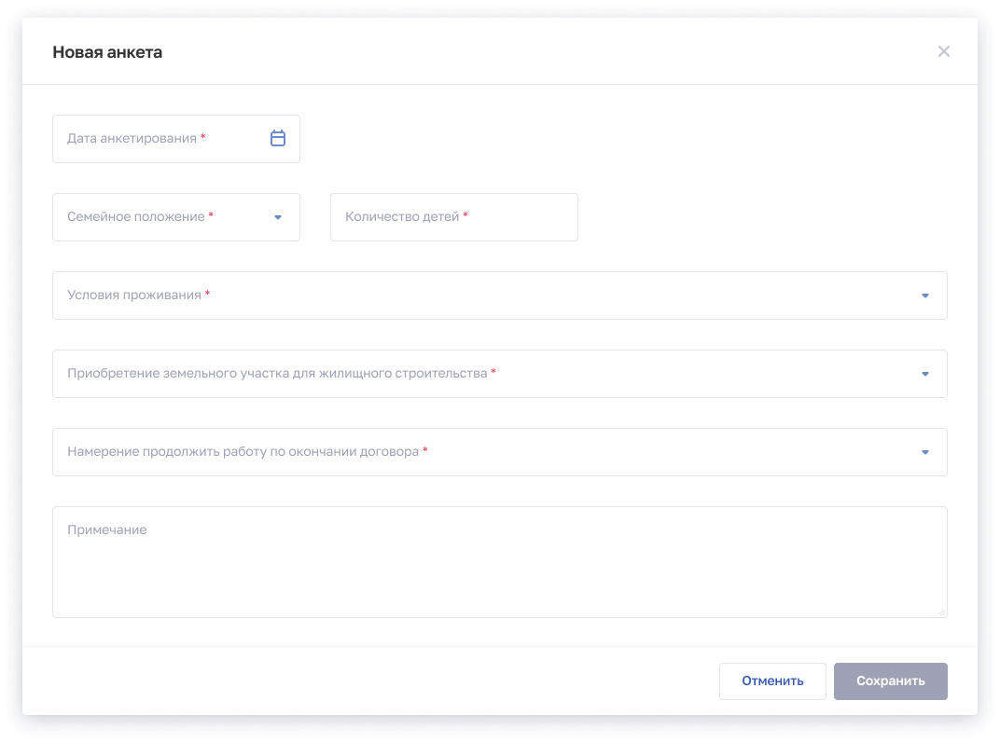 Новая анкета
Дата анкетирования *
Семейное положение *
Количество детей *
Условия проживания *
Приобретение земельного участка для жилищного строительства *
Намерение продолжить работу по окончании договора *
Примечание
Отменить
Сохранить